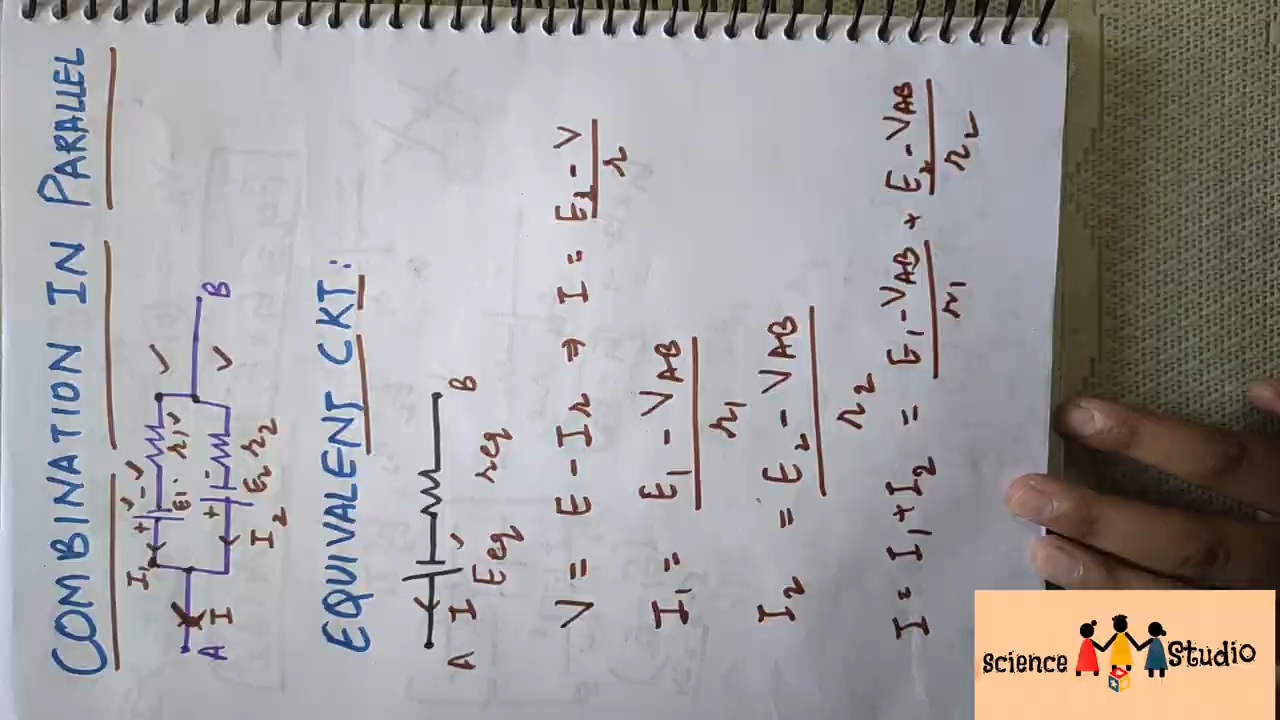 COMBINATION IN PARALLEL
I₁ + - E₁ r₁
A I + - B
I₂ E₂ r₂
EQUIVALENT CKT:
A I B
Eeq req
V = E - Ir ⇒ I = (E - V)/r
I₁ = (E₁ - VAB)/r₁
I₂ = (E₂ - VAB)/r₂
I = I₁ + I₂ = (E₁ - VAB)/r₁ + (E₂ - VAB)/r₂
Science Studio